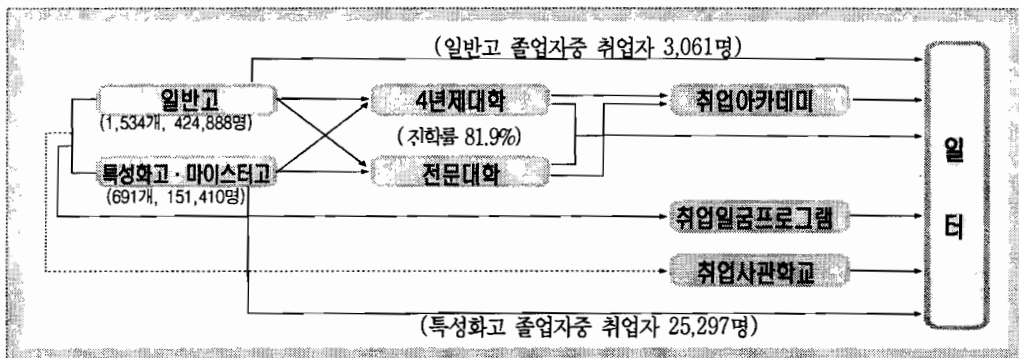 (일반고 졸업자중 취업자 3,061명)
일반고
(1,534개, 424,888명)
4년제대학
취업아카데미
(진학률 81.9%)
특성화고·마이스터고
(691개, 151,410명)
전문대학
일터
취업일꿈프로그램
취업사관학교
(특성화고 졸업자중 취업자 25,297명)